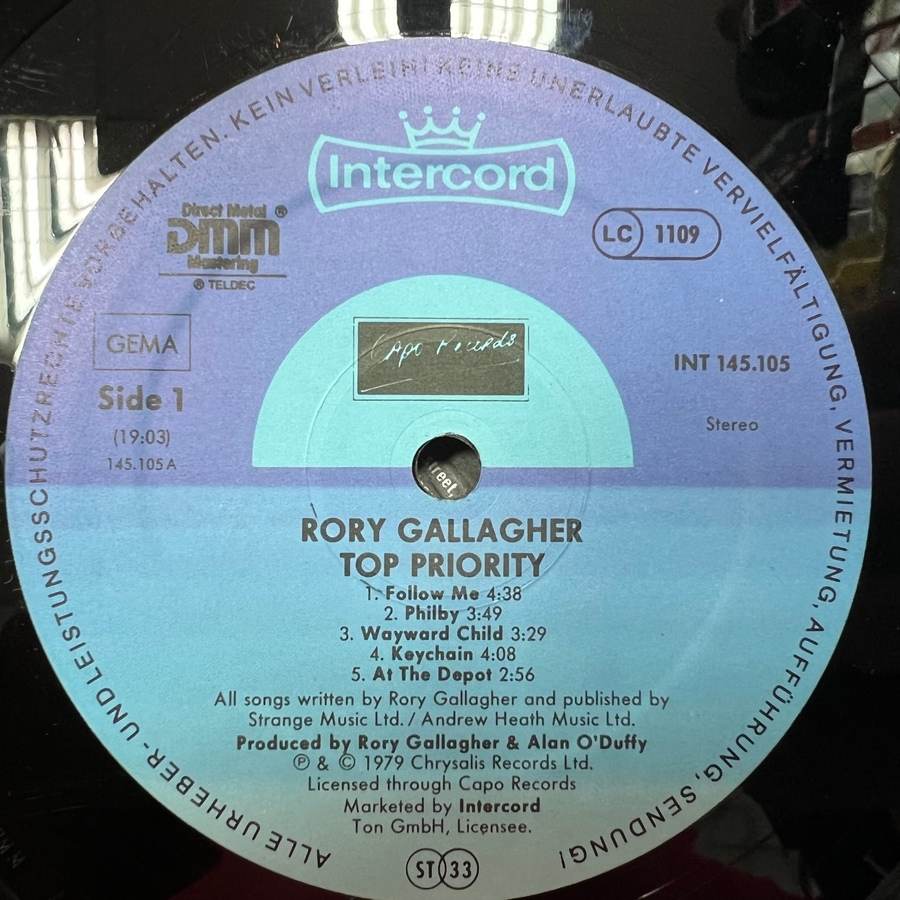 ALLE URHEBER- UND LEISTUNGSSCHUTZRECHTE VORBEHALTEN. KEIN VERLEIH! KEINE UNERLAUBTE VERVIELFÄLTIGUNG, VERMIETUNG, AUFFÜHRUNG, SENDUNG!
Intercord
Direct Metal ®
DMM
Mastering
® TELDEC
LC 1109
GEMA
Side 1
(19:03)
145.105 A
Capo Records
INT 145.105
Stereo
reet,
RORY GALLAGHER
TOP PRIORITY
1. Follow Me 4:38
2. Philby 3:49
3. Wayward Child 3:29
4. Keychain 4:08
5. At The Depot 2:56
All songs written by Rory Gallagher and published by
Strange Music Ltd. / Andrew Heath Music Ltd.
Produced by Rory Gallagher & Alan O'Duffy
℗ & © 1979 Chrysalis Records Ltd.
Licensed through Capo Records
Marketed by Intercord
Ton GmbH, Licensee.
ST 33